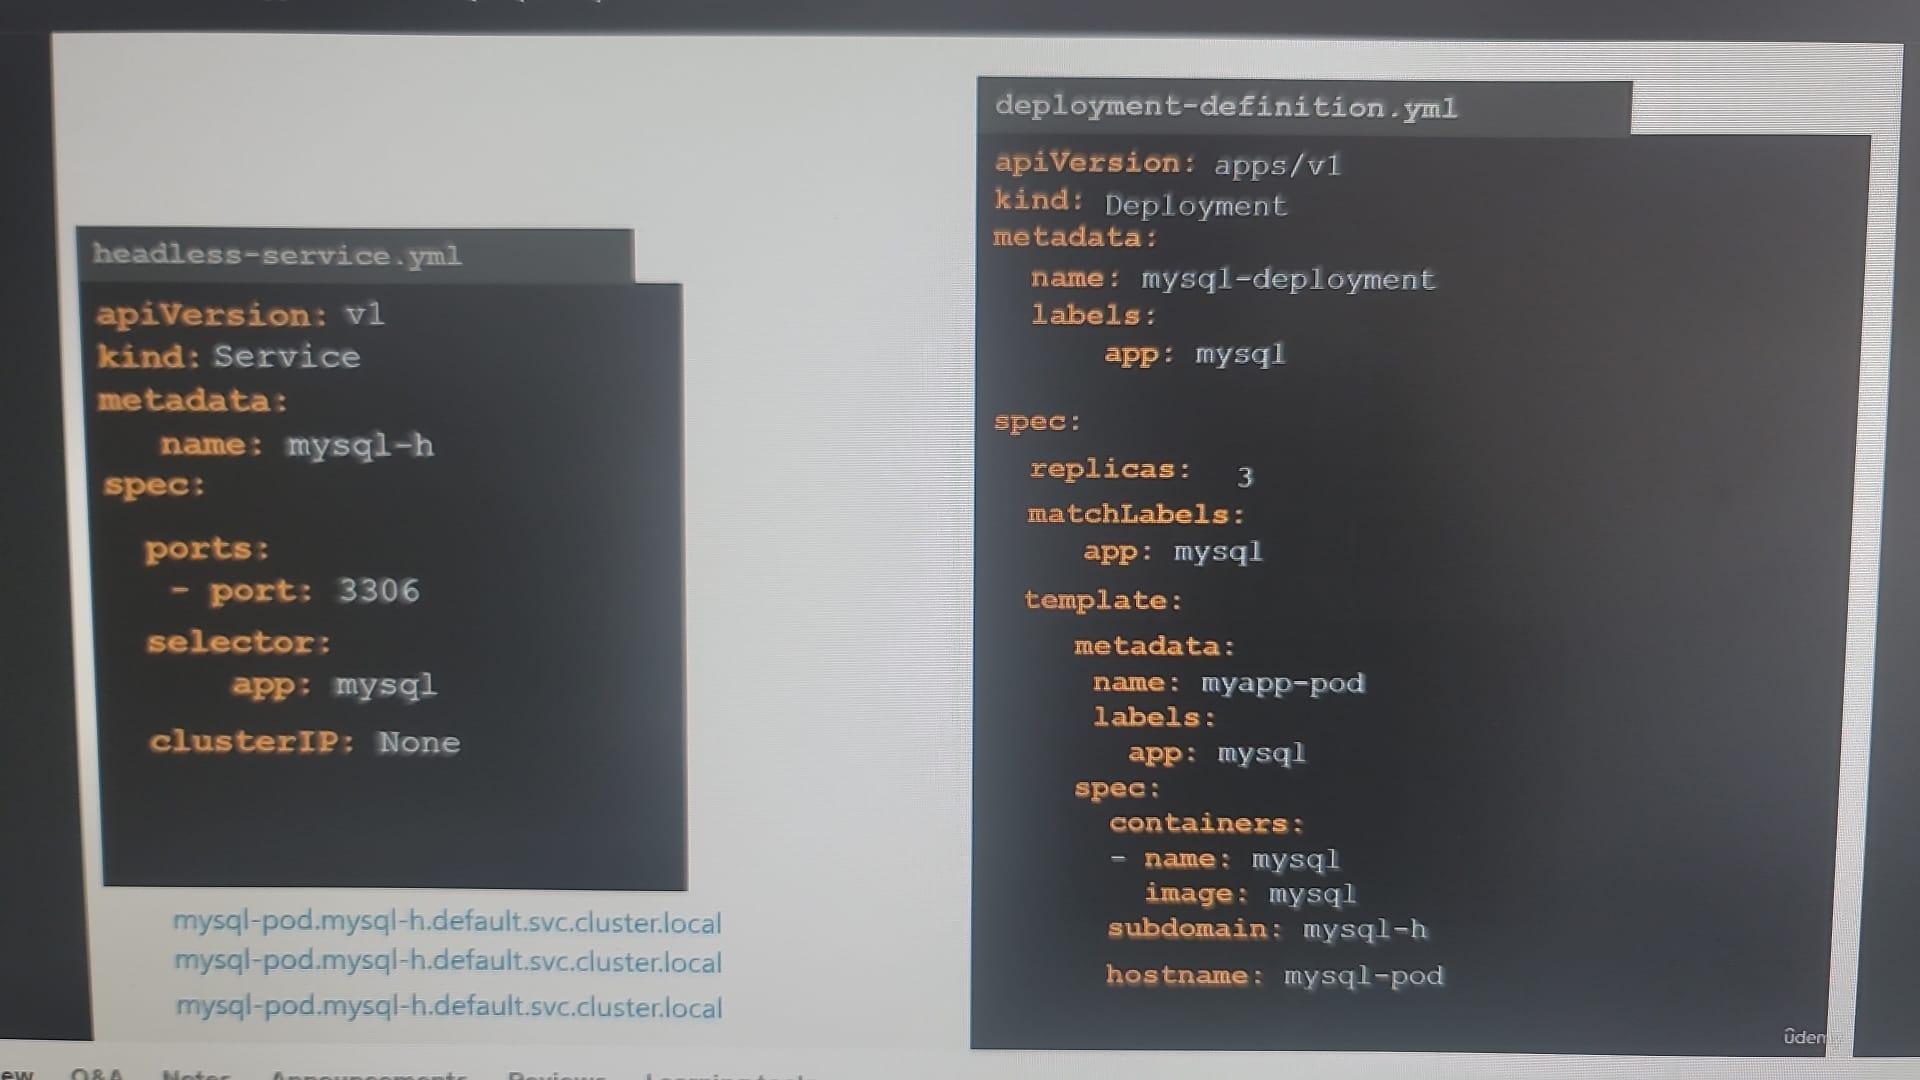 headless-service.yml
apiVersion: v1
kind: Service
metadata:
name: mysql-h
spec:
ports:
- port: 3306
selector:
app: mysql
clusterIP: None
mysql-pod.mysql-h.default.svc.cluster.local
mysql-pod.mysql-h.default.svc.cluster.local
mysql-pod.mysql-h.default.svc.cluster.local
deployment-definition.yml
apiVersion: apps/v1
kind: Deployment
metadata:
name: mysql-deployment
labels:
app: mysql
spec:
replicas: 3
matchLabels:
app: mysql
template:
metadata:
name: myapp-pod
labels:
app: mysql
spec:
containers:
- name: mysql
image: mysql
subdomain: mysql-h
hostname: mysql-pod
Q&A Notes Announcements Reviews Learning tools